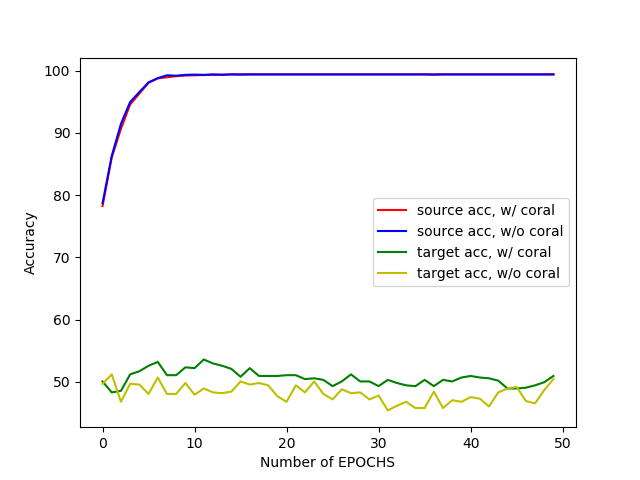 100
90
80
70
60
50
Accuracy
source acc, w/ coral
source acc, w/o coral
target acc, w/ coral
target acc, w/o coral
0
10
20
30
40
50
Number of EPOCHS